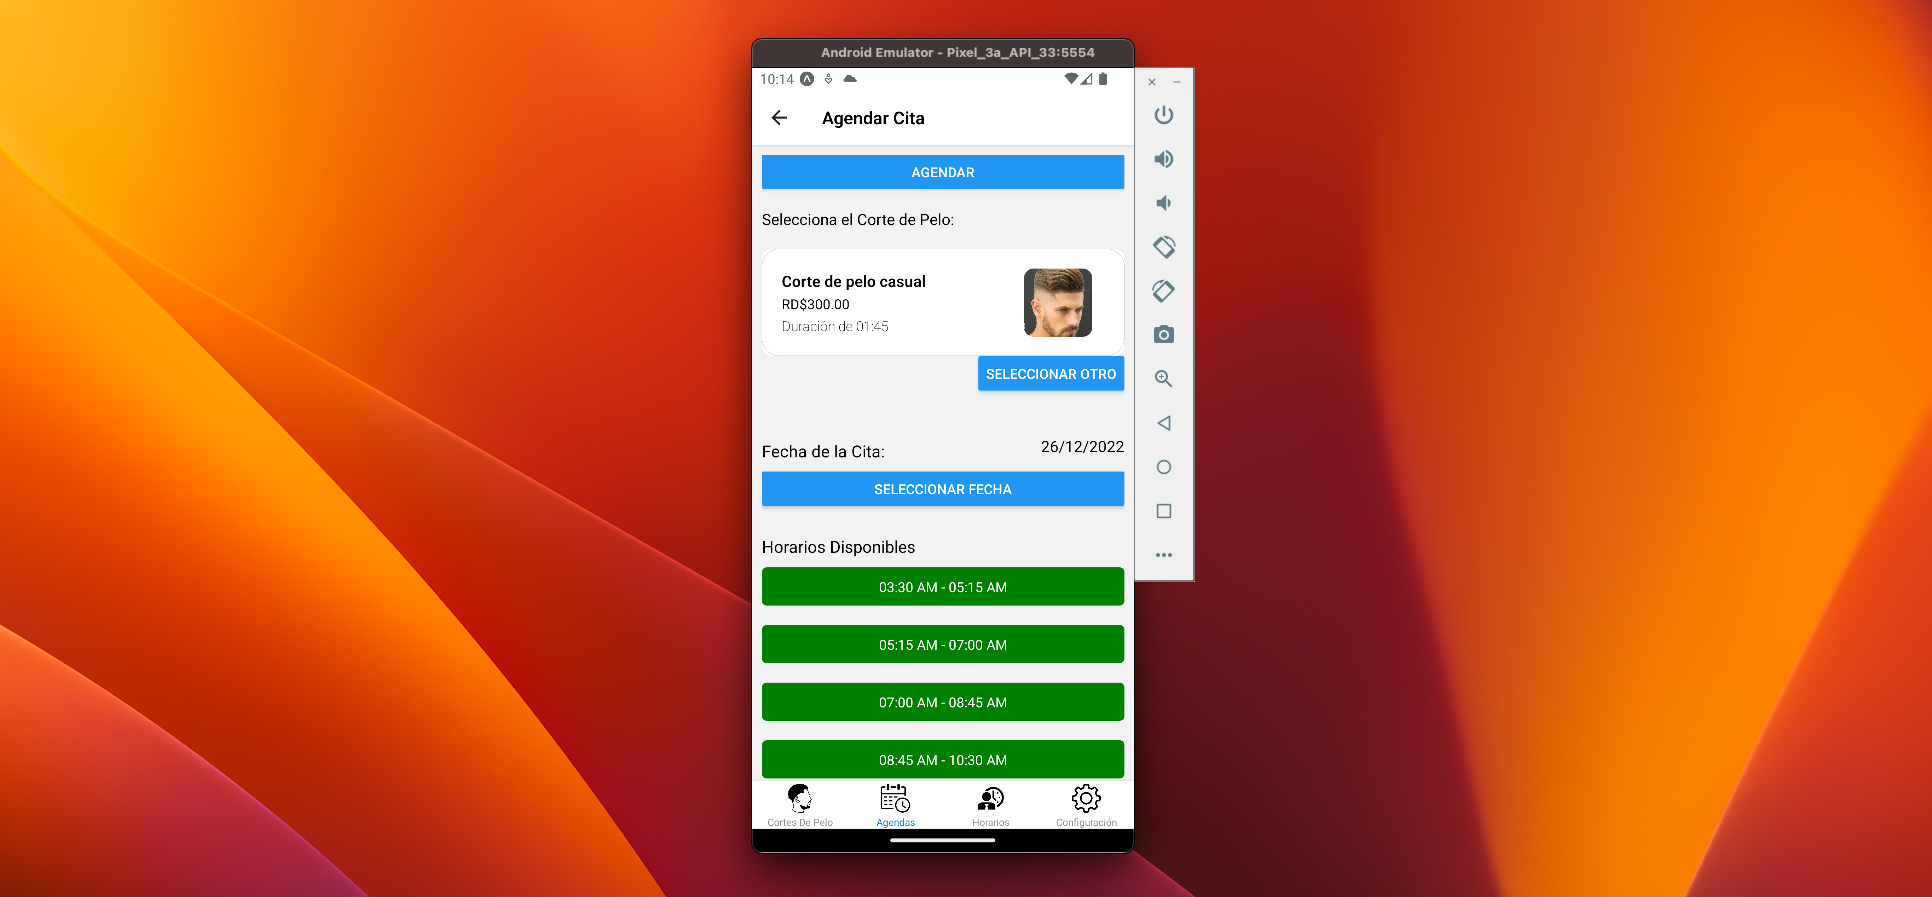 Android Emulator - Pixel_3a_API_33:5554
10:14
Agendar Cita
AGENDAR
Selecciona el Corte de Pelo:
Corte de pelo casual
RD$300.00
Duración de 01:45
SELECCIONAR OTRO
Fecha de la Cita:
26/12/2022
SELECCIONAR FECHA
Horarios Disponibles
03:30 AM - 05:15 AM
05:15 AM - 07:00 AM
07:00 AM - 08:45 AM
08:45 AM - 10:30 AM
Cortes De Pelo
Agendas
Horarios
Configuración